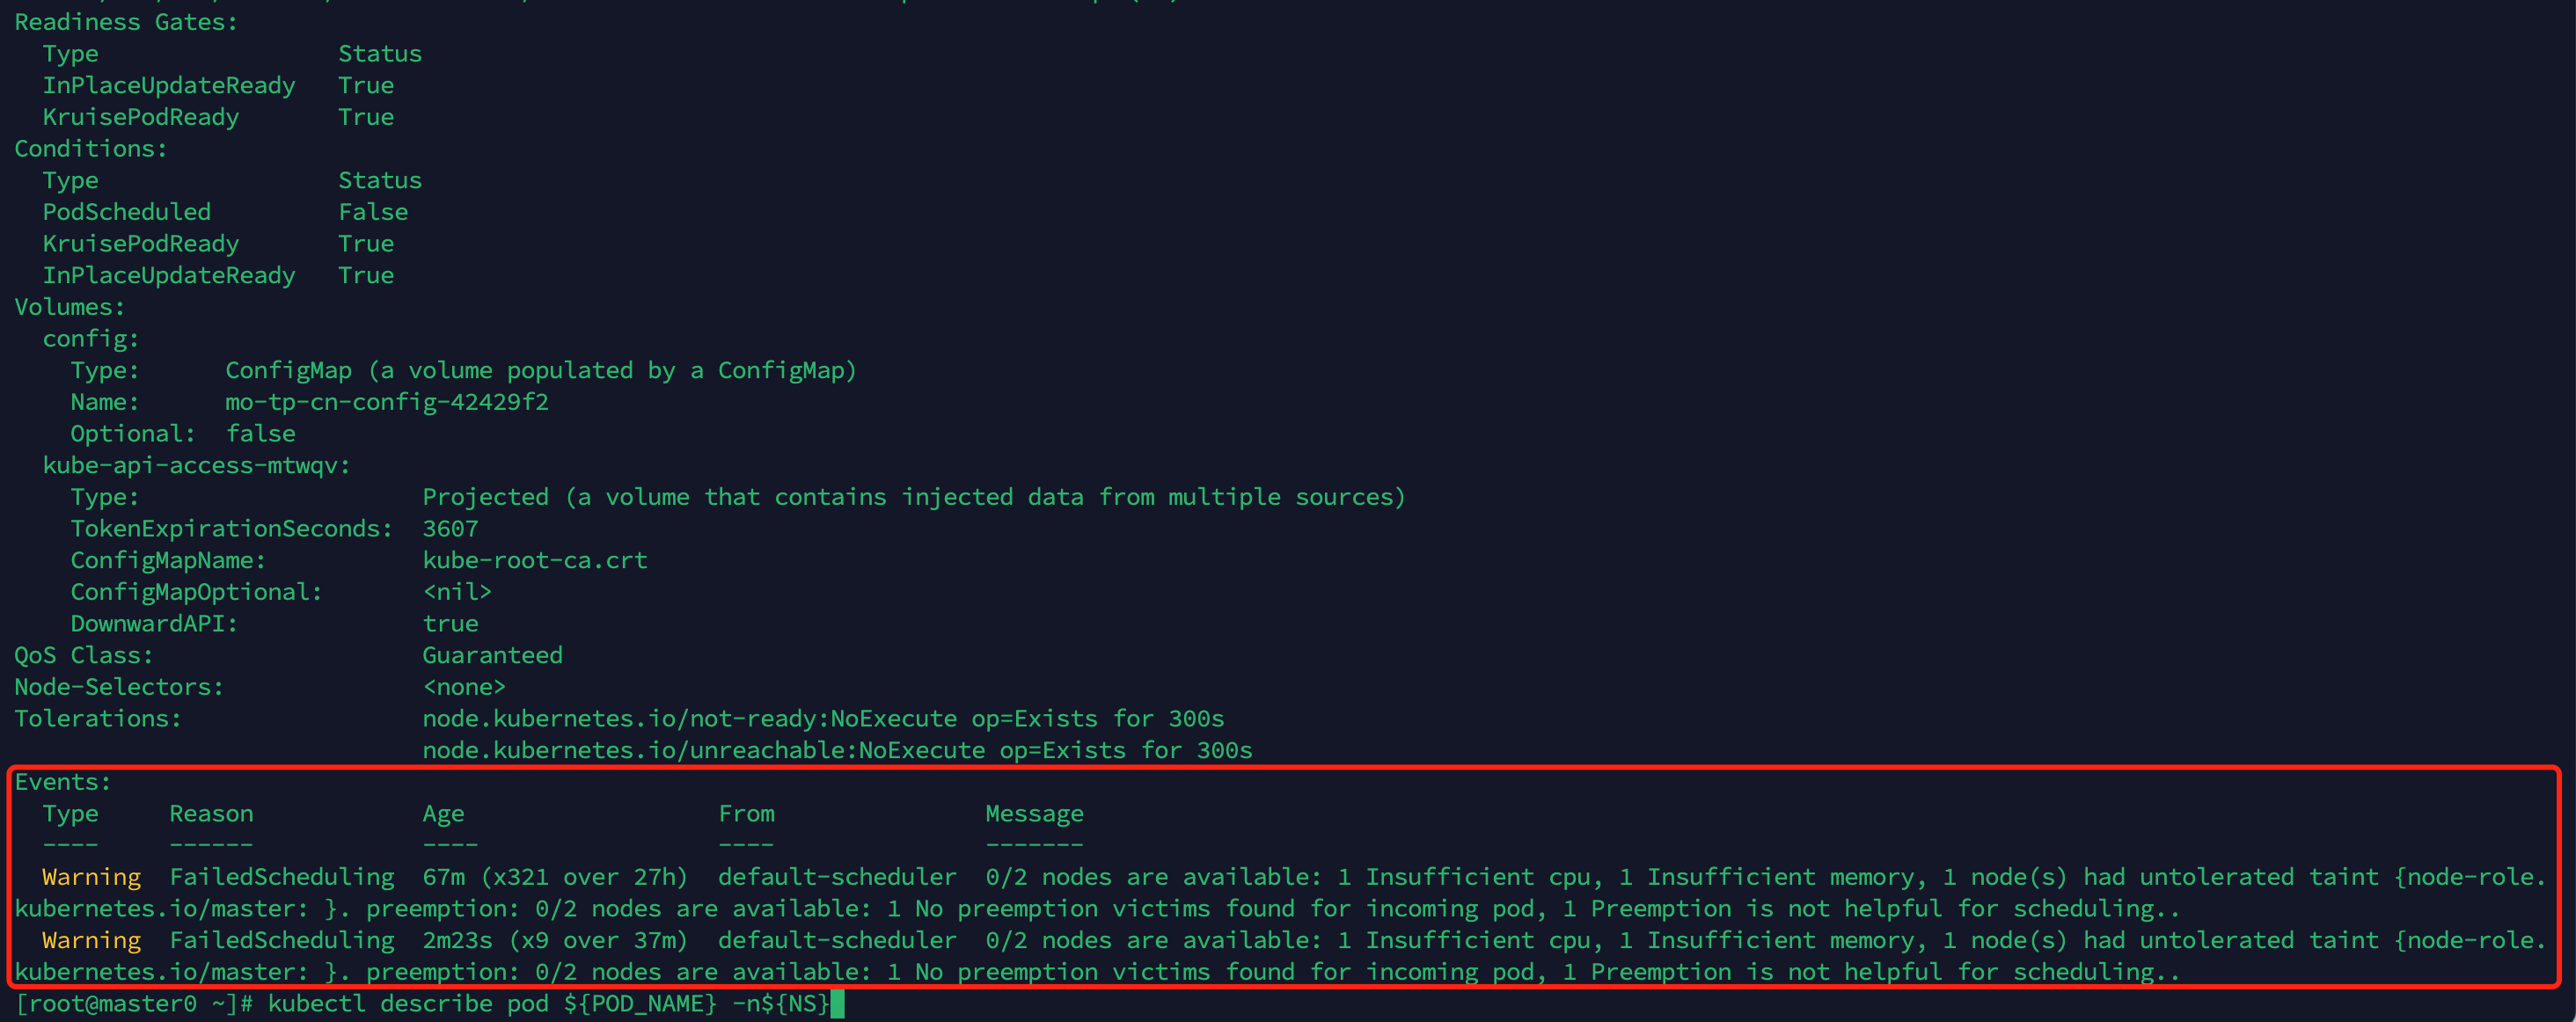 Readiness Gates:
  Type                 Status
  InPlaceUpdateReady   True
  KruisePodReady       True
Conditions:
  Type                 Status
  PodScheduled         False
  KruisePodReady       True
  InPlaceUpdateReady   True
Volumes:
  config:
    Type:      ConfigMap (a volume populated by a ConfigMap)
    Name:      mo-tp-cn-config-42429f2
    Optional:  false
  kube-api-access-mtwqv:
    Type:                    Projected (a volume that contains injected data from multiple sources)
    TokenExpirationSeconds:  3607
    ConfigMapName:           kube-root-ca.crt
    ConfigMapOptional:       <nil>
    DownwardAPI:             true
QoS Class:                   Guaranteed
Node-Selectors:              <none>
Tolerations:                 node.kubernetes.io/not-ready:NoExecute op=Exists for 300s
                             node.kubernetes.io/unreachable:NoExecute op=Exists for 300s
Events:
  Type     Reason            Age                  From               Message
  ----     ------            ----                 ----               -------
  Warning  FailedScheduling  67m (x321 over 27h)  default-scheduler  0/2 nodes are available: 1 Insufficient cpu, 1 Insufficient memory, 1 node(s) had untolerated taint {node-role.
kubernetes.io/master: }. preemption: 0/2 nodes are available: 1 No preemption victims found for incoming pod, 1 Preemption is not helpful for scheduling..
  Warning  FailedScheduling  2m23s (x9 over 37m)  default-scheduler  0/2 nodes are available: 1 Insufficient cpu, 1 Insufficient memory, 1 node(s) had untolerated taint {node-role.
kubernetes.io/master: }. preemption: 0/2 nodes are available: 1 No preemption victims found for incoming pod, 1 Preemption is not helpful for scheduling..
[root@master0 ~]# kubectl describe pod ${POD_NAME} -n${NS}